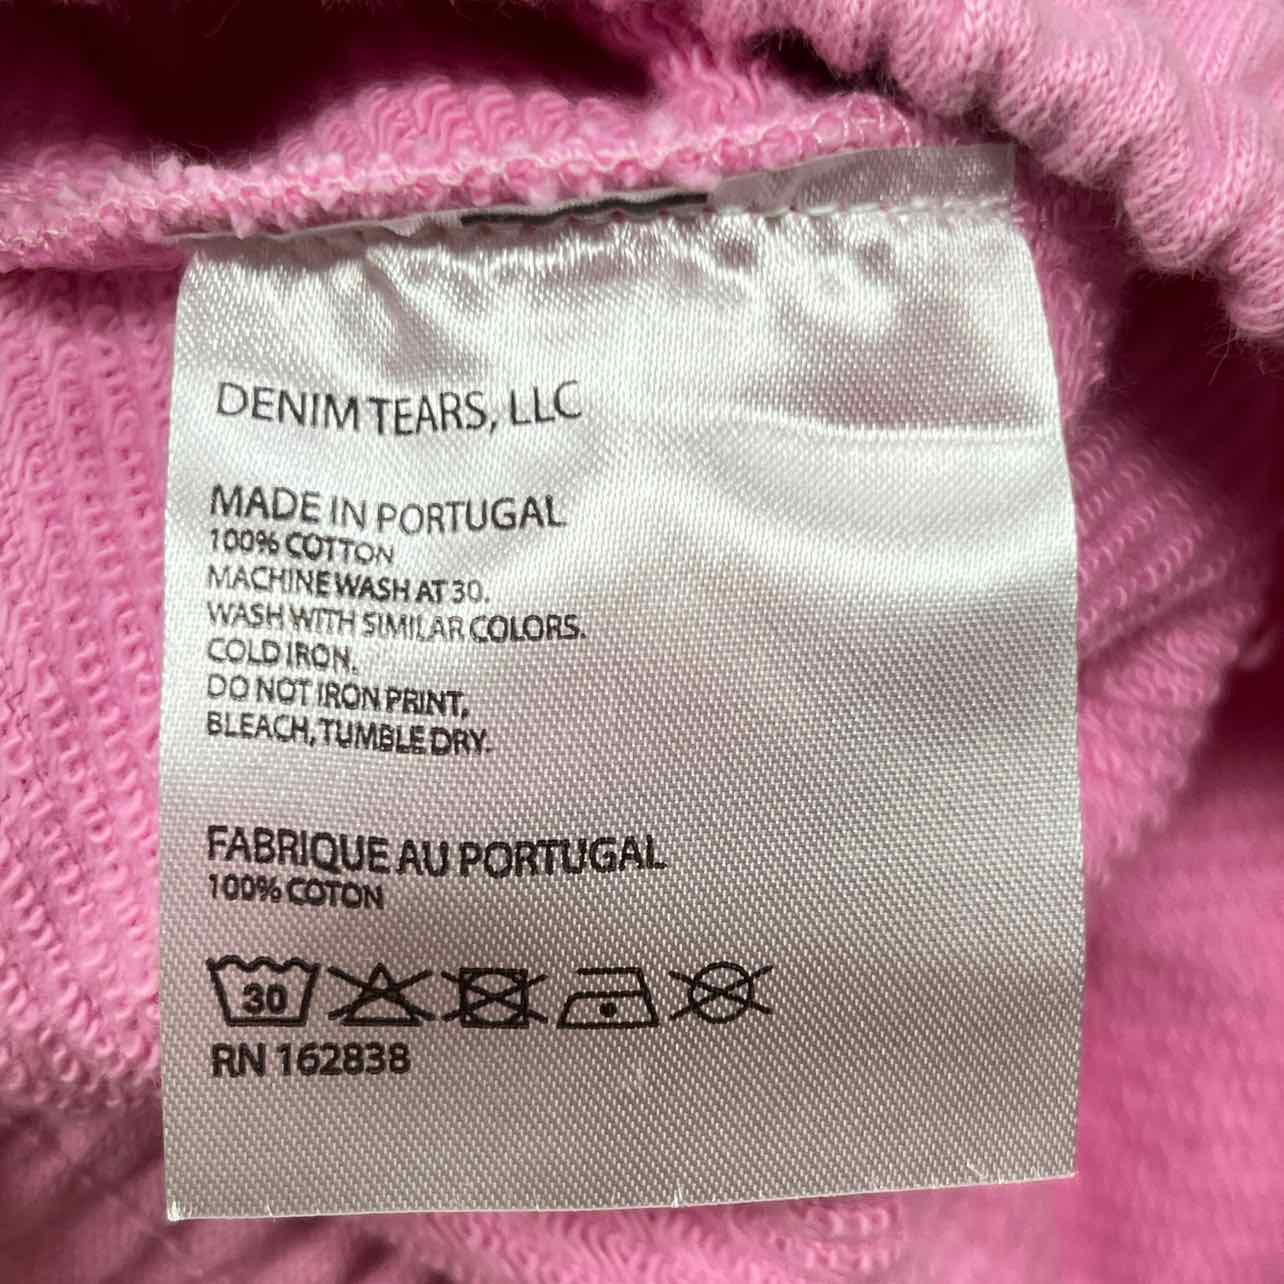 DENIM TEARS, LLC
MADE IN PORTUGAL
100% COTTON
MACHINE WASH AT 30.
WASH WITH SIMILAR COLORS.
COLD IRON.
DO NOT IRON PRINT,
BLEACH, TUMBLE DRY.
FABRIQUE AU PORTUGAL
100% COTON
30
RN 162838